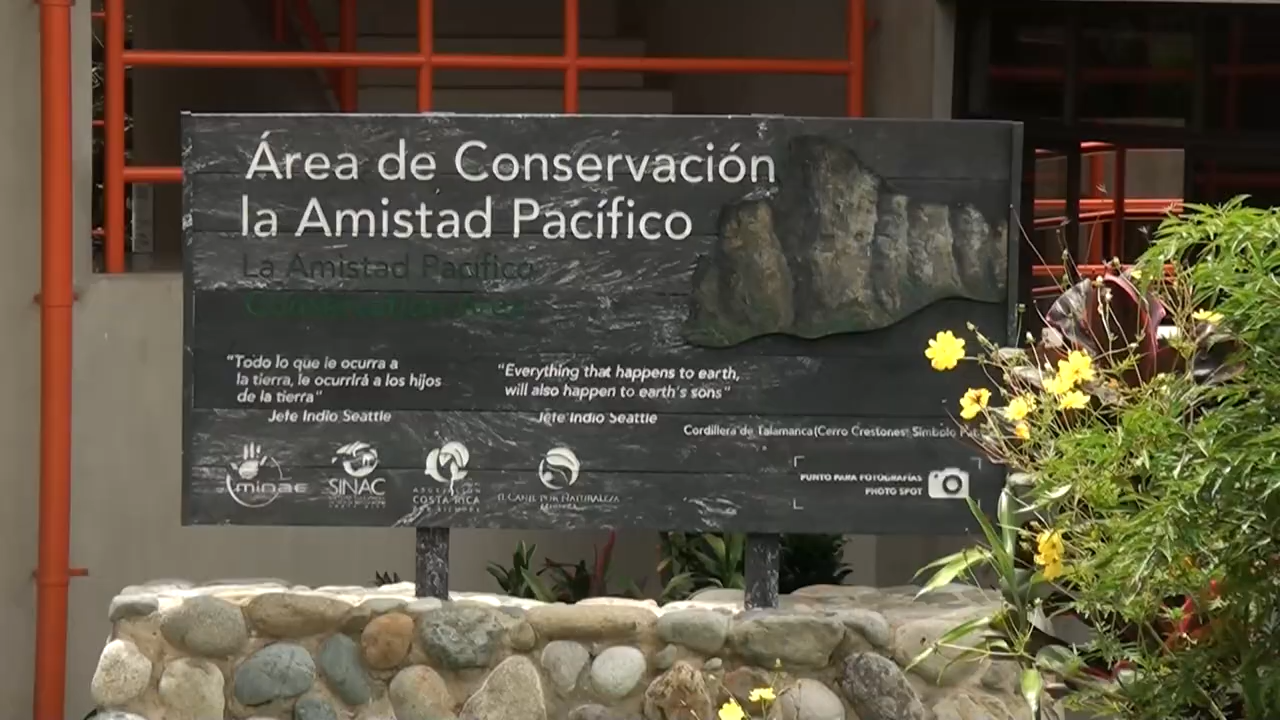 Área de Conservación
la Amistad Pacífico
La Amistad Pacífico
"Todo lo que le ocurra a
la tierra, le ocurrirá a los hijos
de la tierra"
Jefe Indio Seattle
"Everything that happens to earth,
will also happen to earth's sons"
Jefe Indio Seattle
Cordillera de Talamanca(Cerro Crestones: Símbolo
minae
SINAC
COSTA RICA
PUNTO PARA FOTOGRAFÍAS
PHOTO SPOT